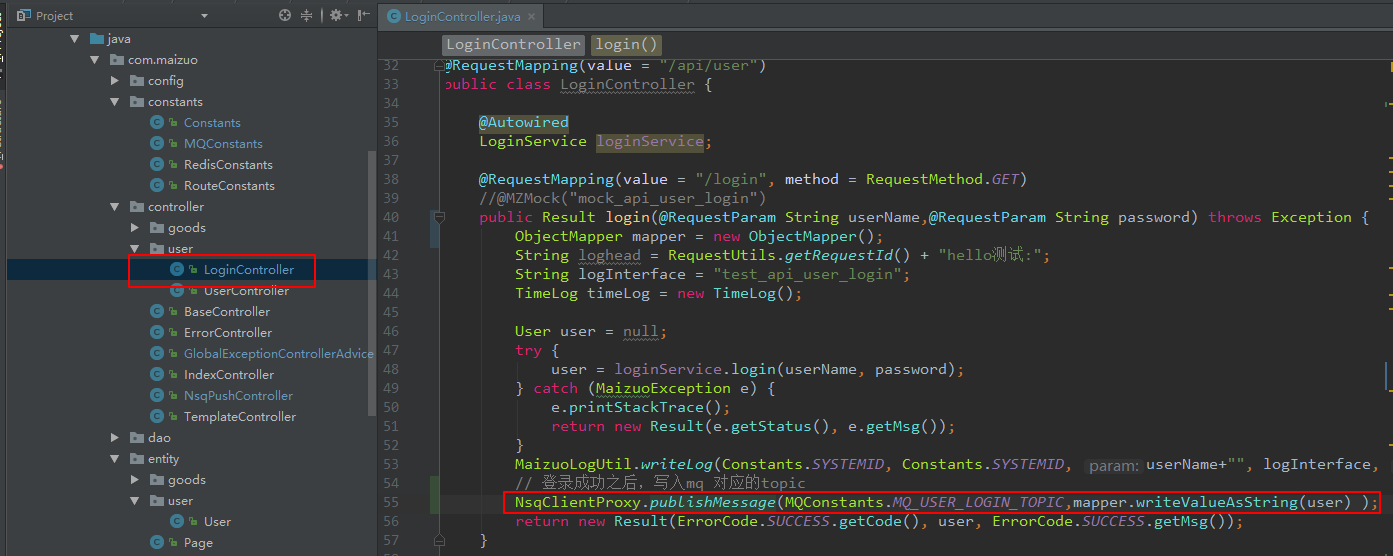 Project
java
com.maizuo
config
constants
Constants
MQConstants
RedisConstants
RouteConstants
controller
goods
user
LoginController
UserController
BaseController
ErrorController
GlobalExceptionControllerAdvice
IndexController
NsqPushController
TemplateController
dao
entity
goods
user
User
Page
LoginController.java
LoginController login()
32 @RequestMapping(value = "/api/user")
33 public class LoginController {
34
35 @Autowired
36 LoginService loginService;
37
38 @RequestMapping(value = "/login", method = RequestMethod.GET)
39 //@MZMock("mock_api_user_login")
40 public Result login(@RequestParam String userName,@RequestParam String password) throws Exception {
41 ObjectMapper mapper = new ObjectMapper();
42 String loghead = RequestUtils.getRequestId() + "hello测试:";
43 String logInterface = "test_api_user_login";
44 TimeLog timeLog = new TimeLog();
45
46 User user = null;
47 try {
48 user = loginService.login(userName, password);
49 } catch (MaizuoException e) {
50 e.printStackTrace();
51 return new Result(e.getStatus(), e.getMsg());
52 }
53 MaizuoLogUtil.writeLog(Constants.SYSTEMID, Constants.SYSTEMID, param: userName+"", logInterface,
54 // 登录成功之后，写入mq 对应的topic
55 NsqClientProxy.publishMessage(MQConstants.MQ_USER_LOGIN_TOPIC,mapper.writeValueAsString(user) );
56 return new Result(ErrorCode.SUCCESS.getCode(), user, ErrorCode.SUCCESS.getMsg());
57 }